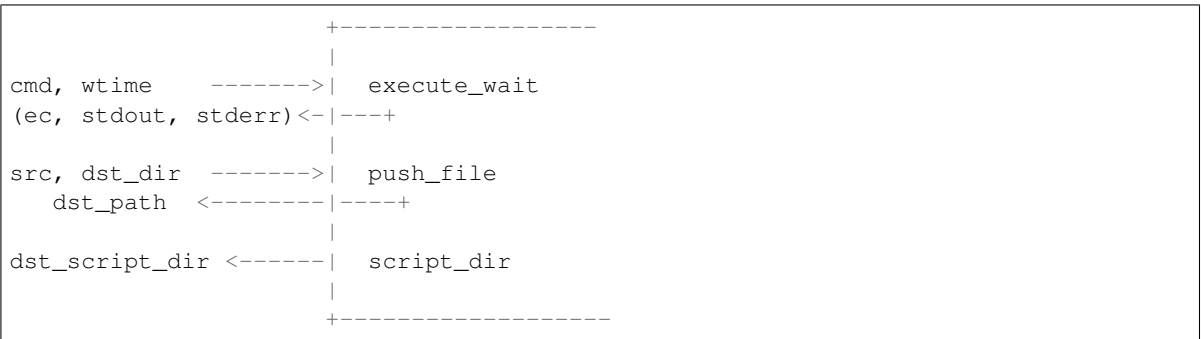 +------------------
                      |
cmd, wtime    ------->|  execute_wait
(ec, stdout, stderr)<-|---+
                      |
src, dst_dir  ------->|  push_file
   dst_path  <--------|----+
                      |
dst_script_dir <------|  script_dir
                      |
                      +-------------------